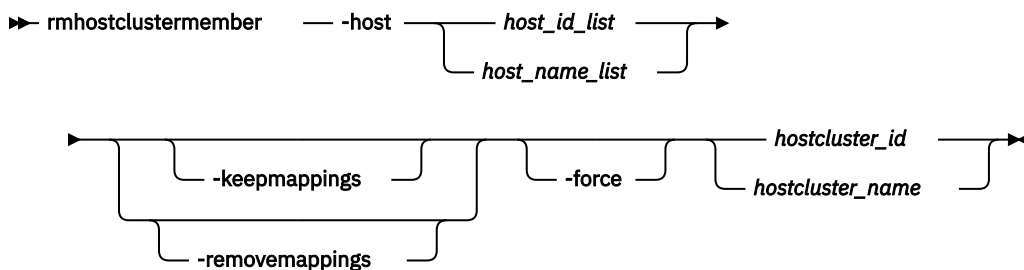 rmhostclustermember -host host_id_list
host_name_list
hostcluster_id
-keepmappings -force hostcluster_name
-removemappings